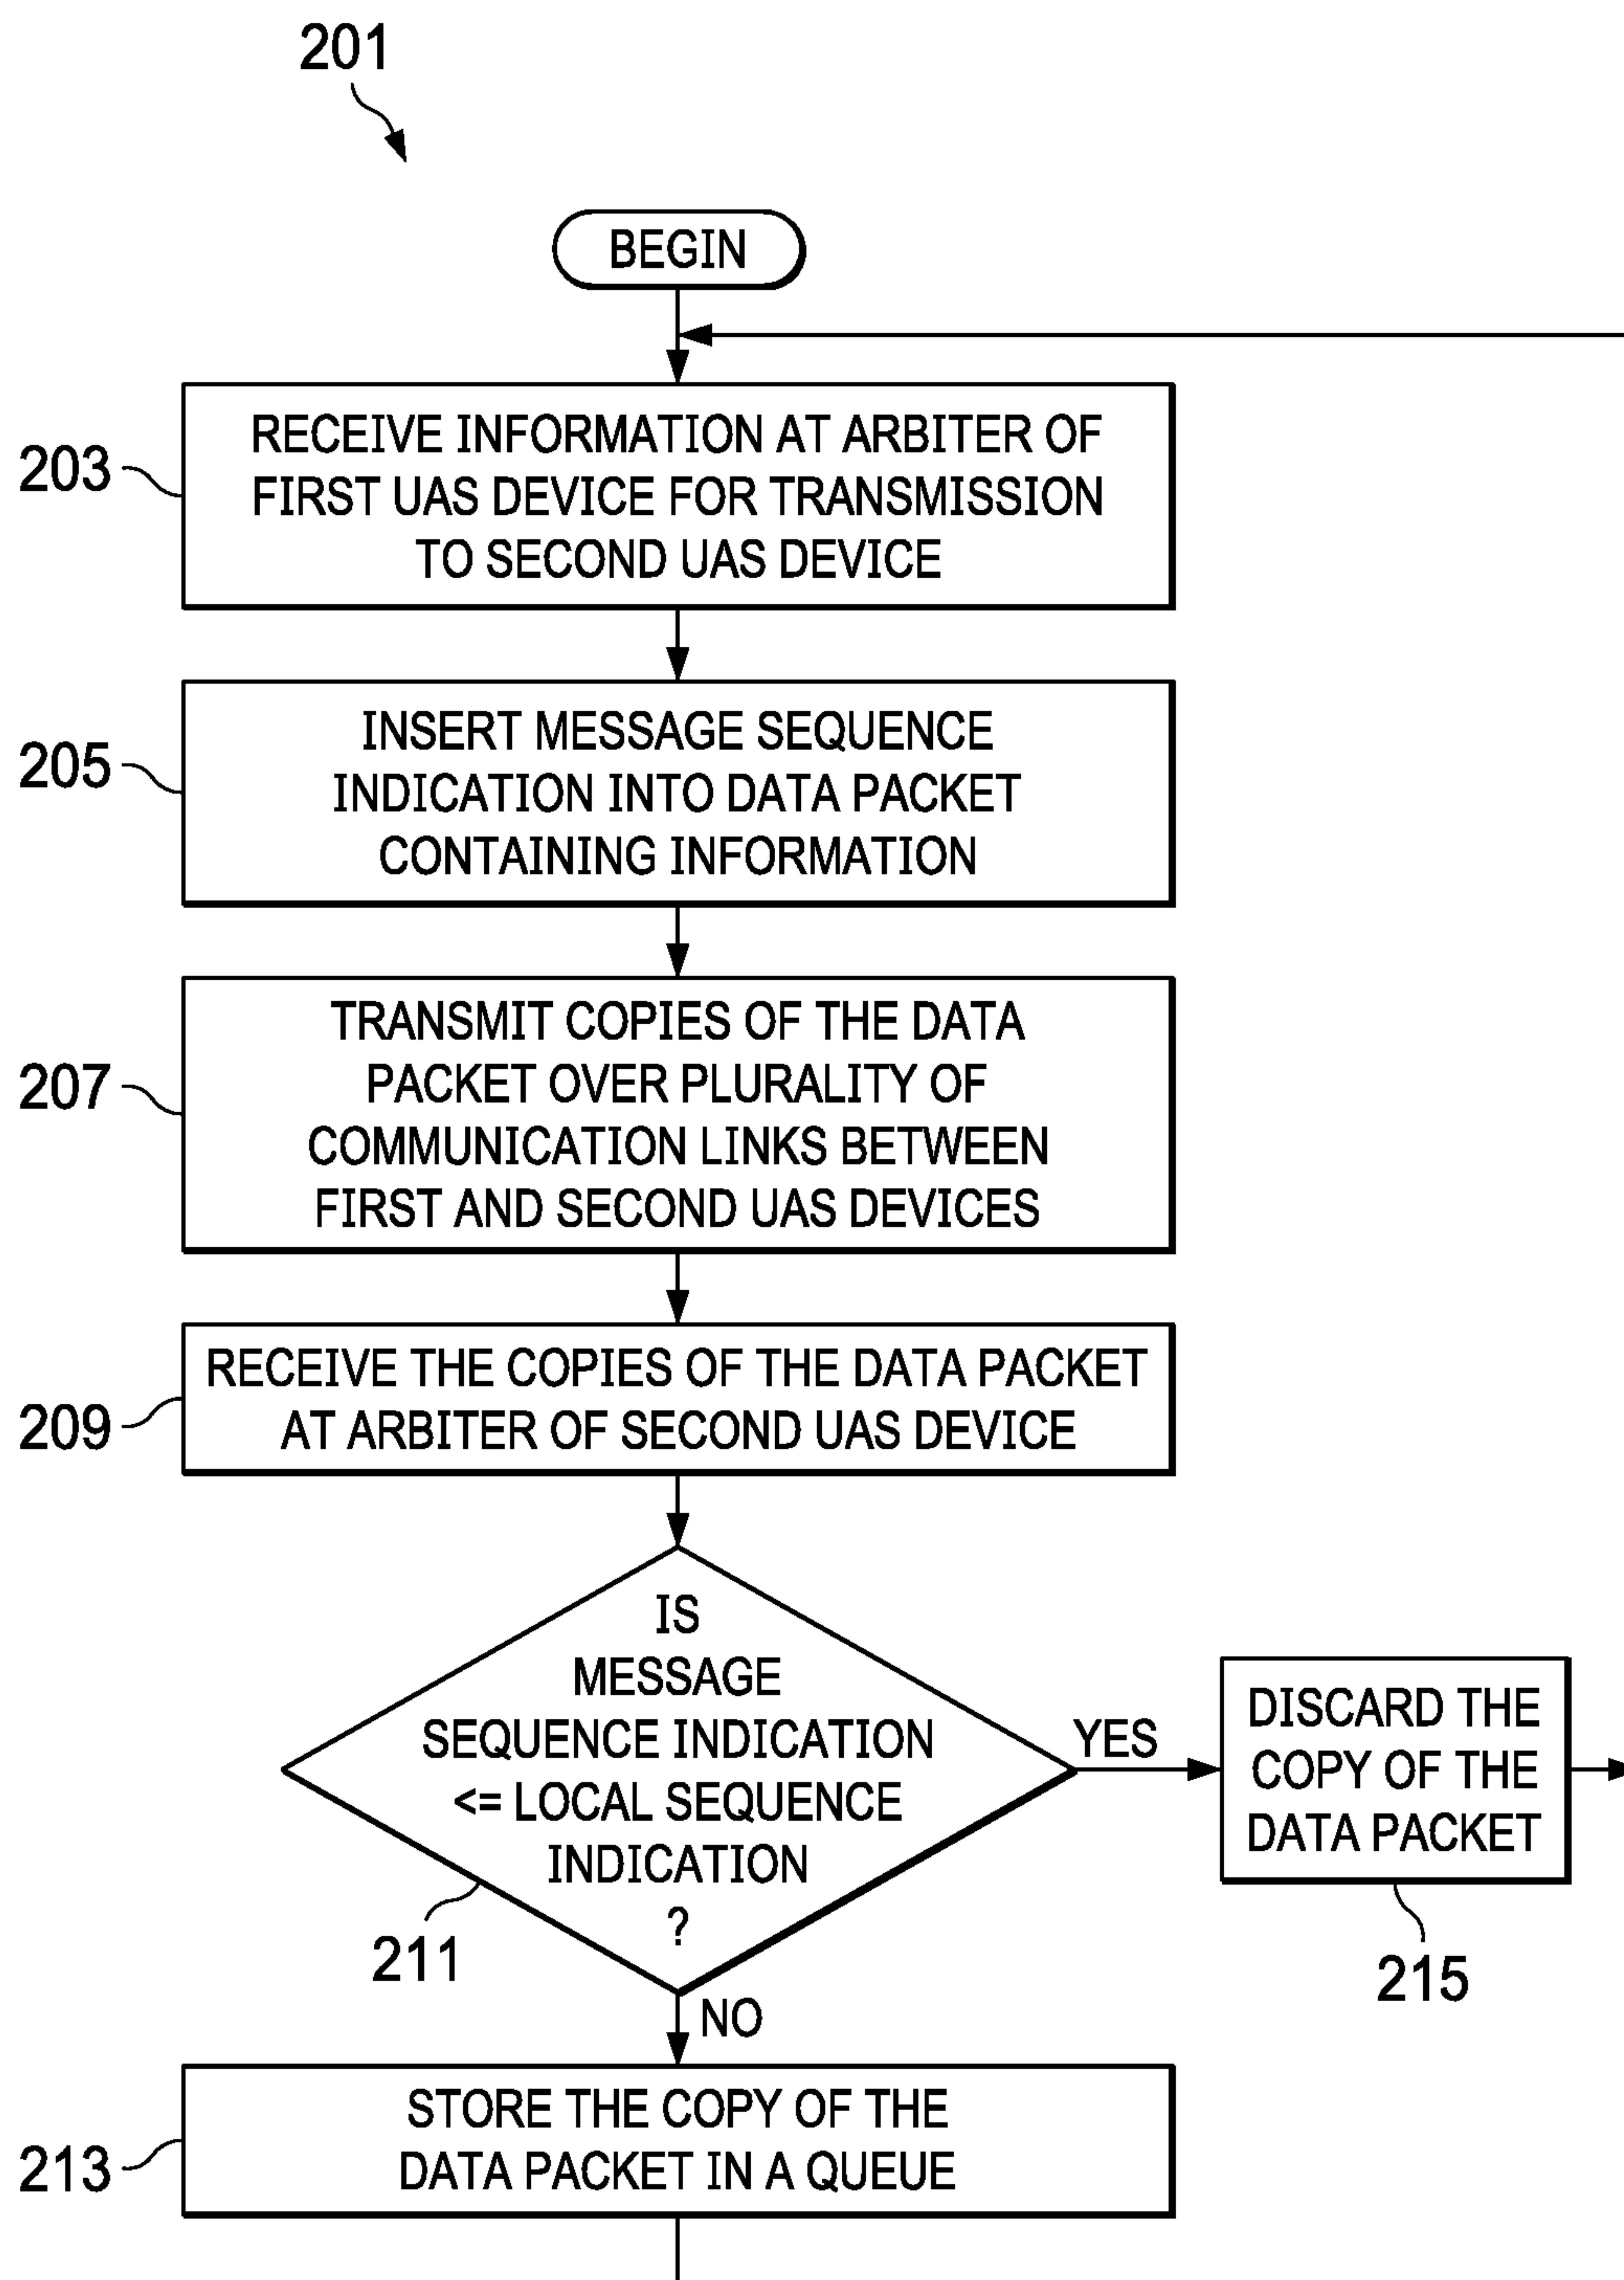 201
BEGIN
203
RECEIVE INFORMATION AT ARBITER OF
FIRST UAS DEVICE FOR TRANSMISSION
TO SECOND UAS DEVICE
205
INSERT MESSAGE SEQUENCE
INDICATION INTO DATA PACKET
CONTAINING INFORMATION
207
TRANSMIT COPIES OF THE DATA
PACKET OVER PLURALITY OF
COMMUNICATION LINKS BETWEEN
FIRST AND SECOND UAS DEVICES
209
RECEIVE THE COPIES OF THE DATA PACKET
AT ARBITER OF SECOND UAS DEVICE
IS
MESSAGE
SEQUENCE INDICATION
<= LOCAL SEQUENCE
INDICATION
?
211
YES
DISCARD THE
COPY OF THE
DATA PACKET
215
NO
213
STORE THE COPY OF THE
DATA PACKET IN A QUEUE